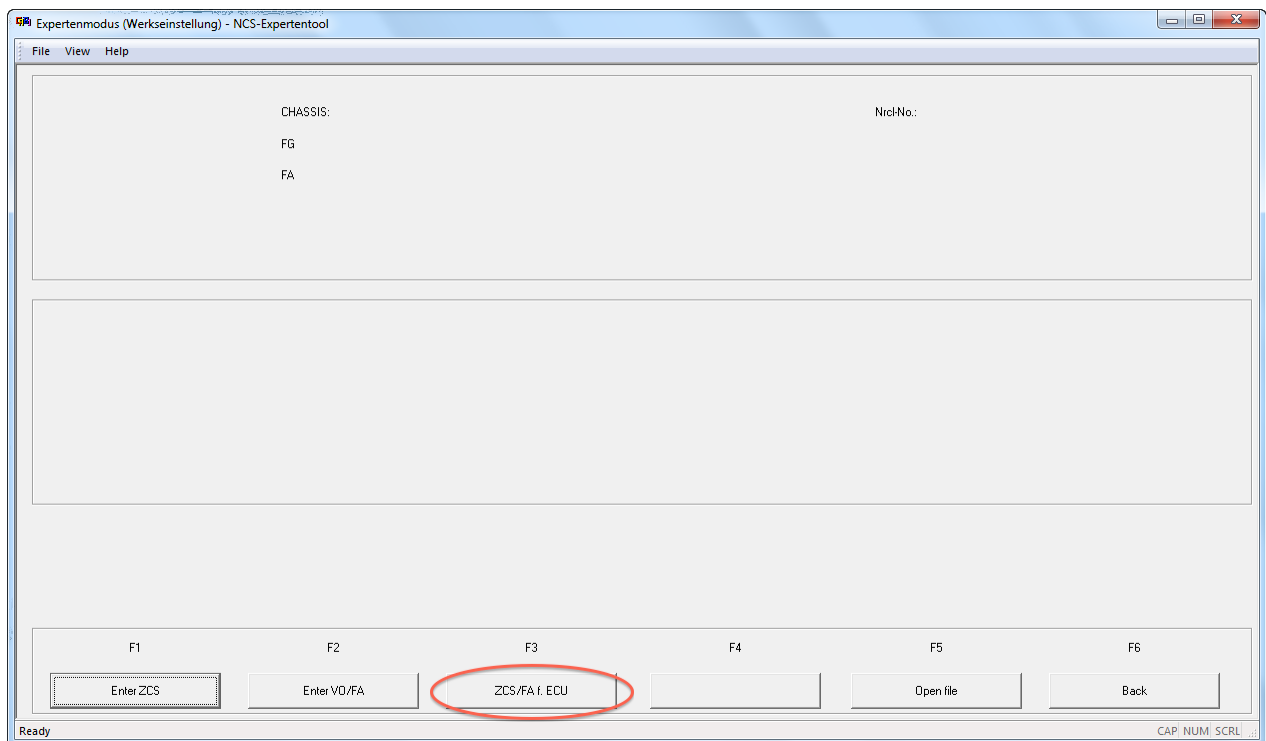 Expertenmodus (Werkseinstellung) - NCS-Expertentool
File View Help
CHASSIS: Nrcl-No.:
FG
FA
F1 F2 F3 F4 F5 F6
Enter ZCS Enter VO/FA ZCS/FA f. ECU Open file Back
Ready CAP NUM SCRL